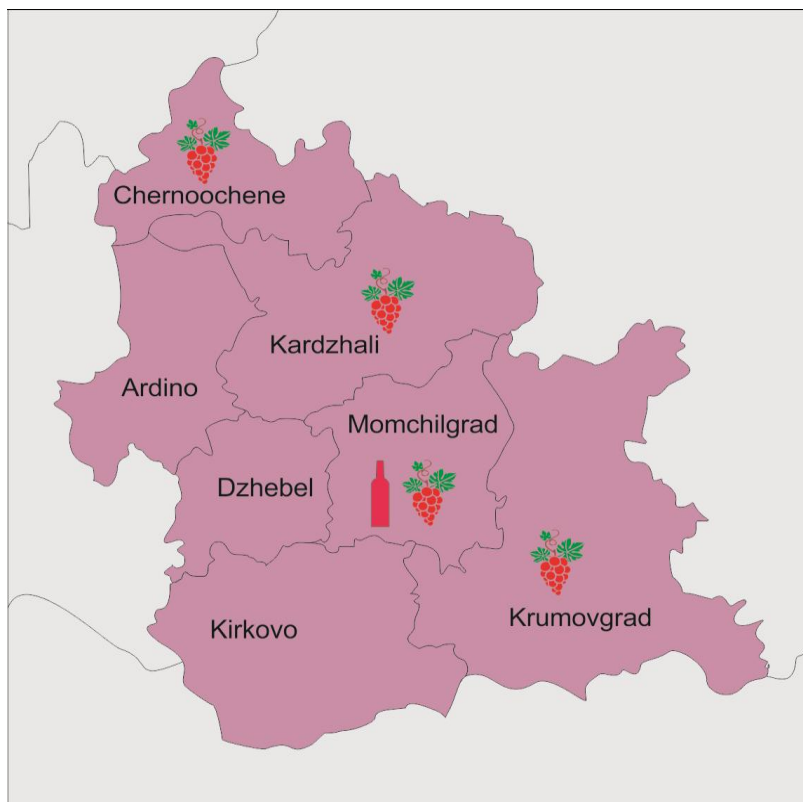 Chernoochene
Kardzhali
Ardino
Momchilgrad
Dzhebel
Krumovgrad
Kirkovo